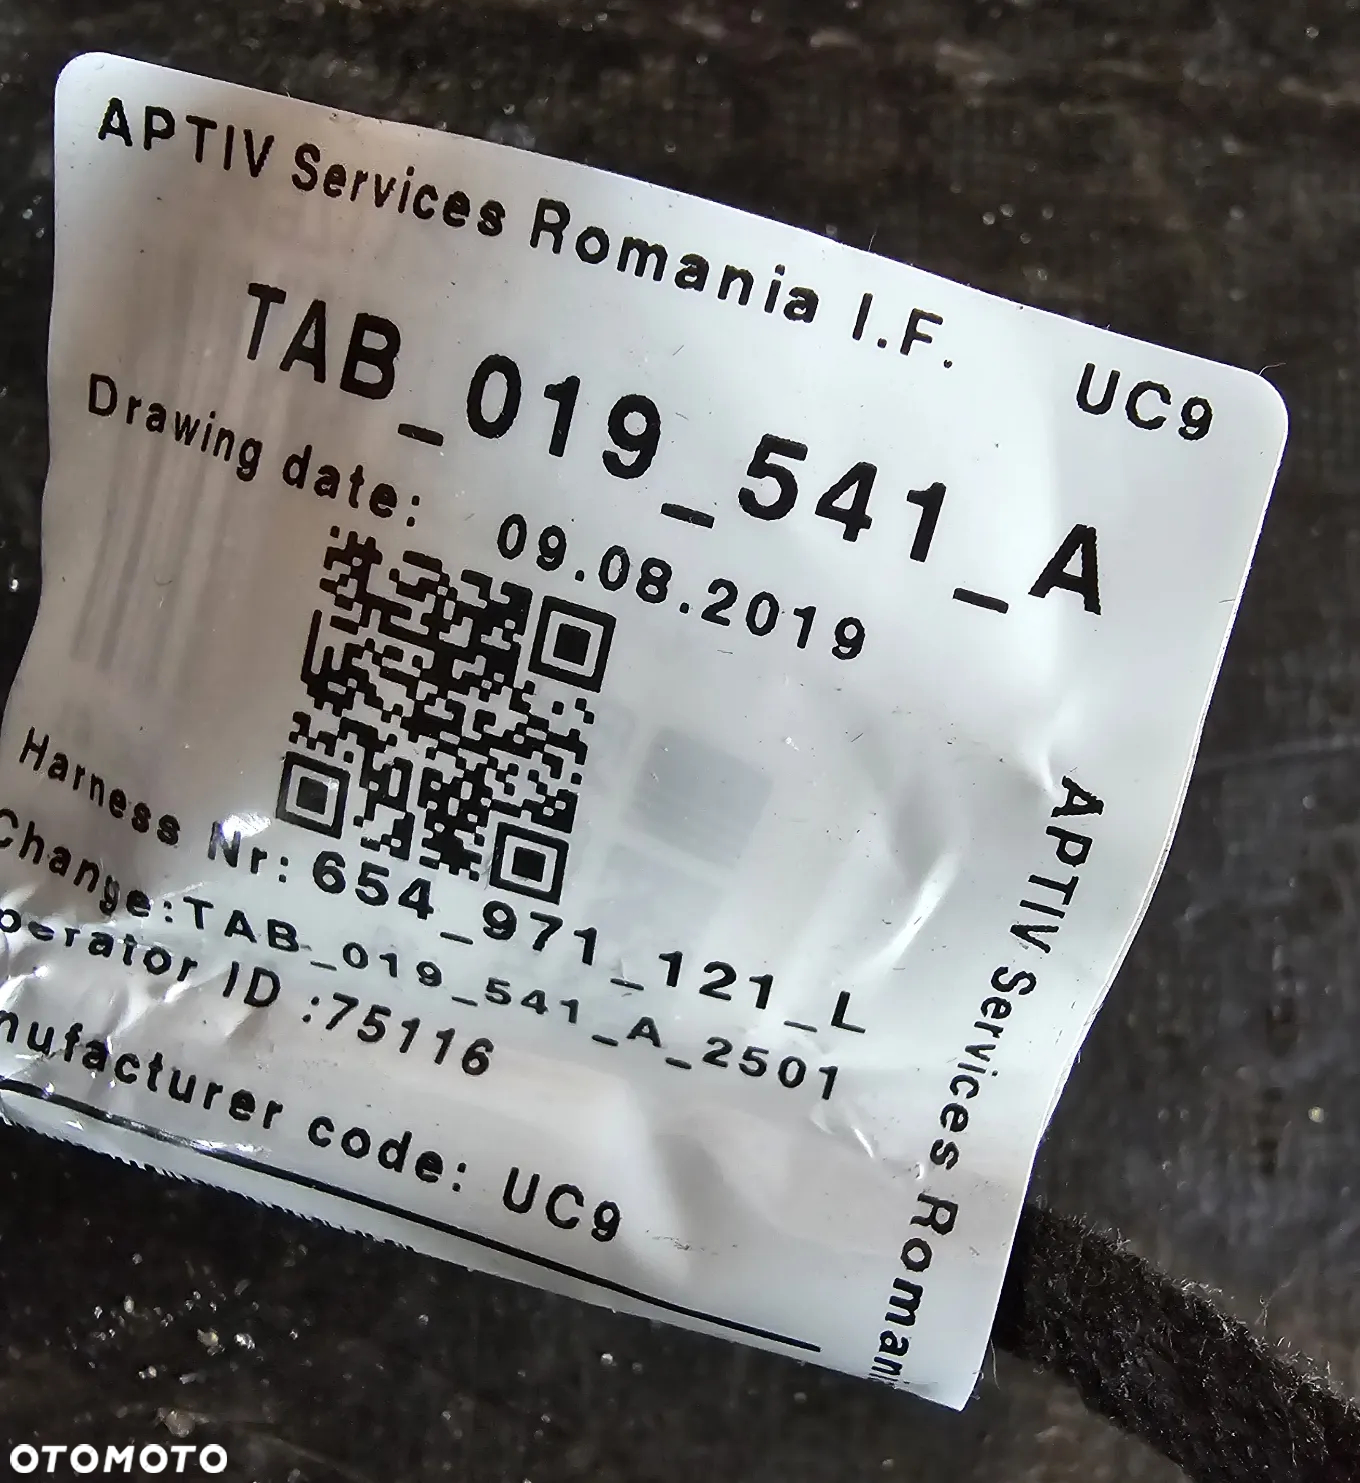 APTIV Services Romania I.F.
UC9
TAB_019_541_A
Drawing date: 09.08.2019
Harness Nr: 654_971_121_L
Change:TAB_019_541_A_2501
perator ID :75116
nufacturer code: UC9
APTIV Services Romani
OTOMOTO